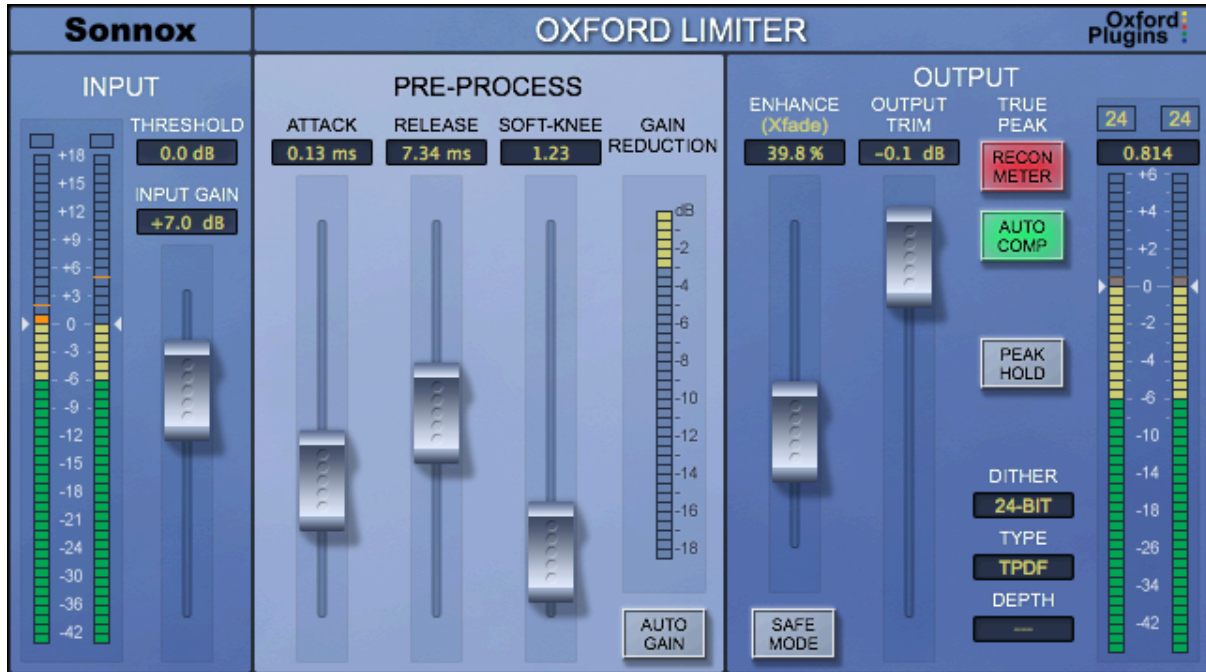 Sonnox
OXFORD LIMITER
Oxford
Plugins
INPUT
THRESHOLD
0.0 dB
INPUT GAIN
+7.0 dB
+18
+15
+12
+9
+6
+3
0
-3
-6
-9
-12
-15
-18
-21
-24
-30
-36
-42
PRE-PROCESS
ATTACK
0.13 ms
RELEASE
7.34 ms
SOFT-KNEE
1.23
GAIN
REDUCTION
dB
-2
-4
-6
-8
-10
-12
-14
-16
-18
AUTO
GAIN
OUTPUT
ENHANCE
(Xfade)
39.8 %
SAFE
MODE
OUTPUT
TRIM
-0.1 dB
TRUE
PEAK
RECON
METER
AUTO
COMP
PEAK
HOLD
DITHER
24-BIT
TYPE
TPDF
DEPTH
---
24 24
0.814
+6
+4
+2
0
-2
-4
-6
-10
-14
-18
-26
-34
-42